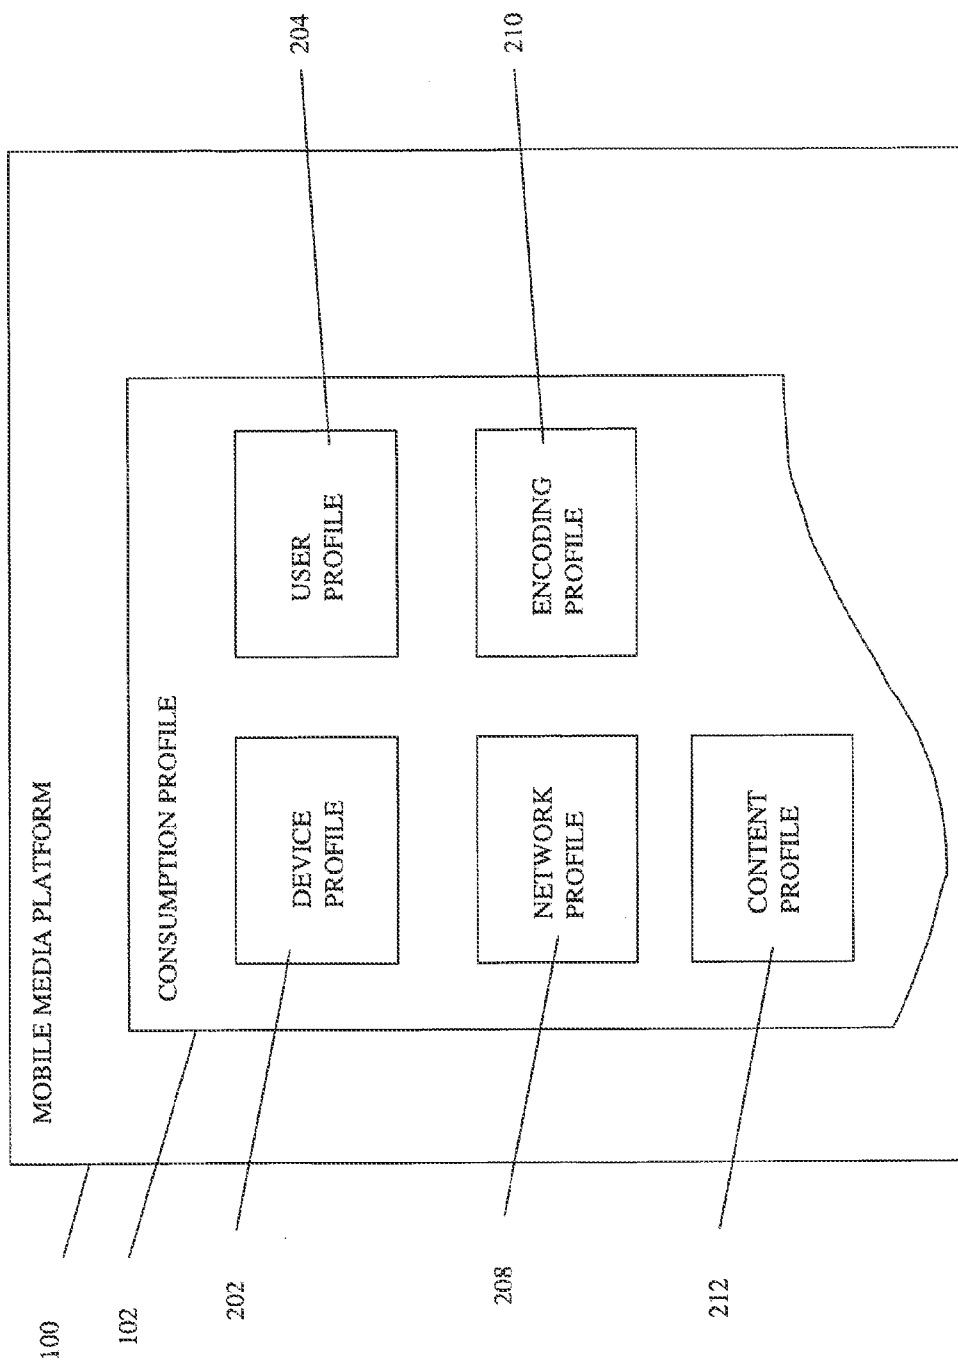 MOBILE MEDIA PLATFORM
CONSUMPTION PROFILE
DEVICE
PROFILE
USER
PROFILE
NETWORK
PROFILE
ENCODING
PROFILE
CONTENT
PROFILE
100
102
202
208
212
204
210